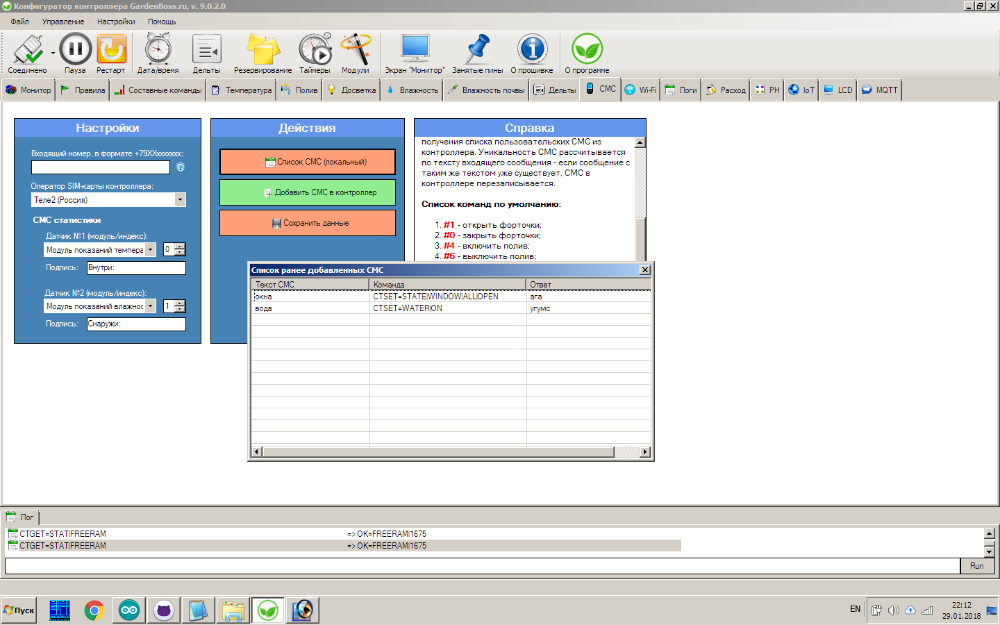 Конфигуратор контроллера GardenBoss.ru, v. 9.0.2.0
Файл Управление Настройки Помощь
Соединено Пауза Рестарт Дата/время Дельты Резервирование Таймеры Модули Экран "Монитор" Занятые пины О прошивке О программе
Монитор Правила Составные команды Температура Полив Досветка Влажность Влажность почвы Дельты СМС Wi-Fi Логи Расход PH IoT LCD MQTT
Настройки
Входящий номер, в формате +79XXxxxxxxx:
Оператор SIM-карты контроллера:
Теле2 (Россия)
СМС статистики
Датчик №1 (модуль/индекс):
Модуль показаний темпера 0
Подпись: Внутри:
Датчик №2 (модуль/индекс):
Модуль показаний влажнос 1
Подпись: Снаружи:
Действия
Список СМС (локальный)
Добавить СМС в контроллер
Сохранить данные
Справка
получения списка пользовательских СМС из
контроллера. Уникальность СМС рассчитывается
по тексту входящего сообщения - если сообщение с
таким же текстом уже существует, СМС в
контроллере перезаписывается.
Список команд по умолчанию:
1. #1 - открыть форточки;
2. #0 - закрыть форточки;
3. #4 - включить полив;
4. #6 - выключить полив;
Список ранее добавленных СМС
Текст СМС Команда Ответ
окна CTSET=STATE|WINDOW|ALL|OPEN ага
вода CTSET=WATER|ON угумс
Лог
CTGET=STAT|FREERAM => OK=FREERAM|1675
CTGET=STAT|FREERAM => OK=FREERAM|1675
Run
Пуск
EN
22:12
29.01.2018